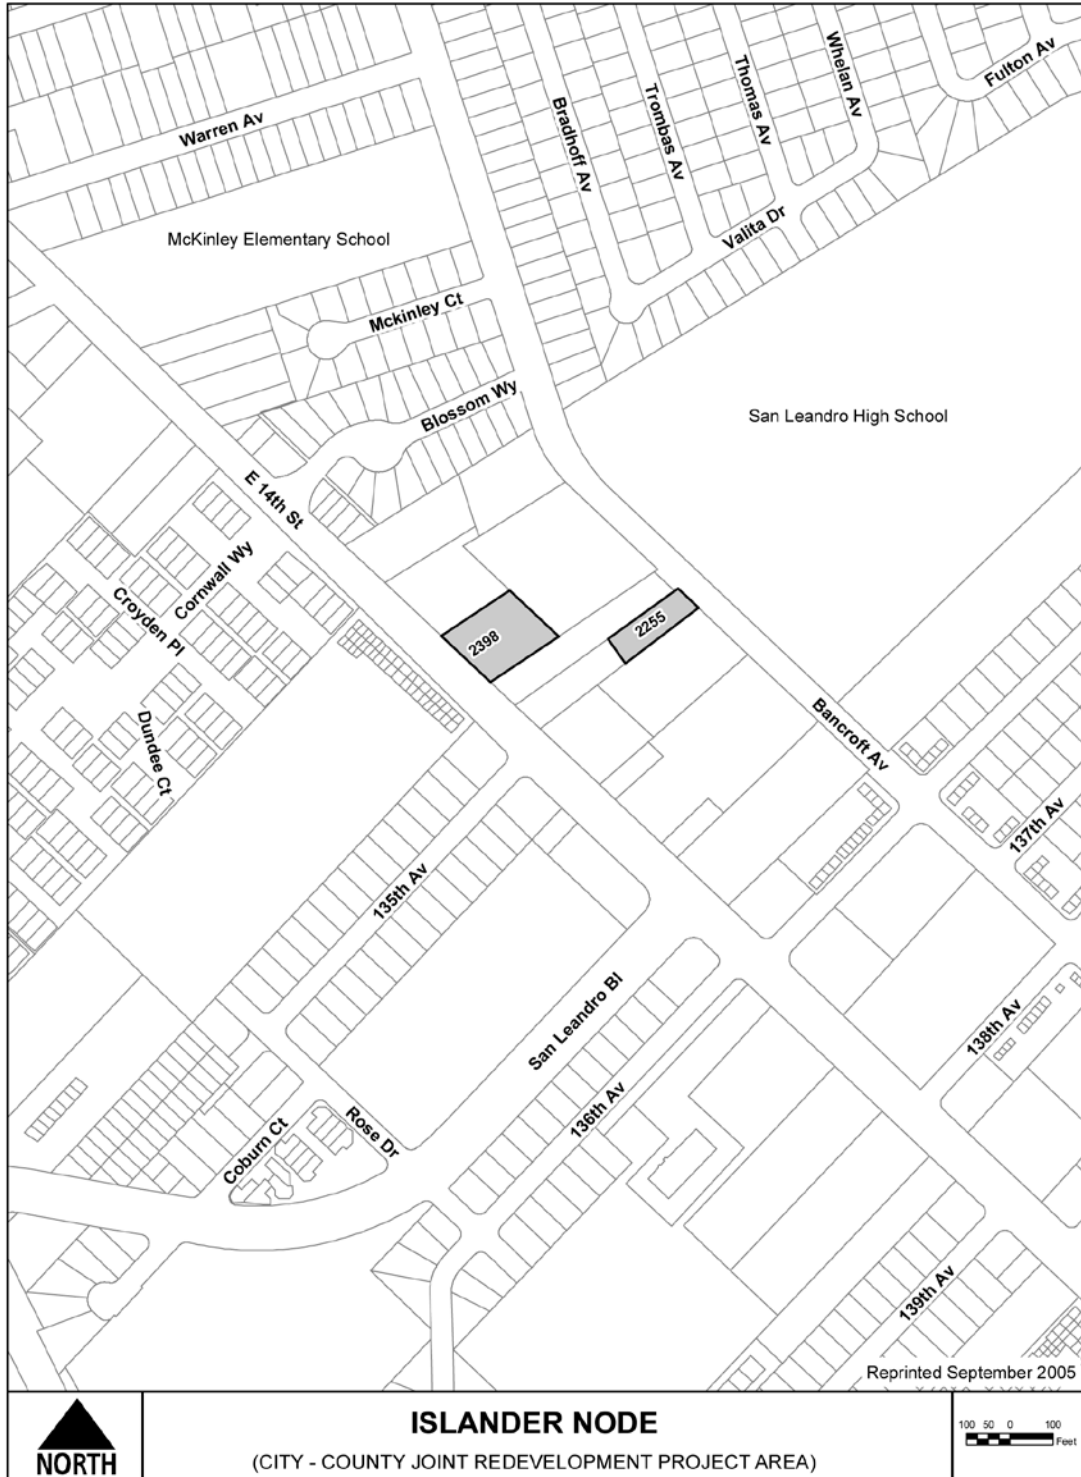 Fulton Av
Whelan Av
Thomas Av
Trombas Av
Bradhoff Av
Warren Av
Valita Dr
McKinley Elementary School
Mckinley Ct
Blossom Wy
San Leandro High School
E 14th St
Cornwall Wy
Croyden Pl
2398
2255
Dundee Ct
Bancroft Av
137th Av
135th Av
San Leandro Bl
138th Av
136th Av
Rose Dr
Coburn Ct
139th Av
Reprinted September 2005
NORTH
ISLANDER NODE
(CITY - COUNTY JOINT REDEVELOPMENT PROJECT AREA)
100 50 0 100
Feet